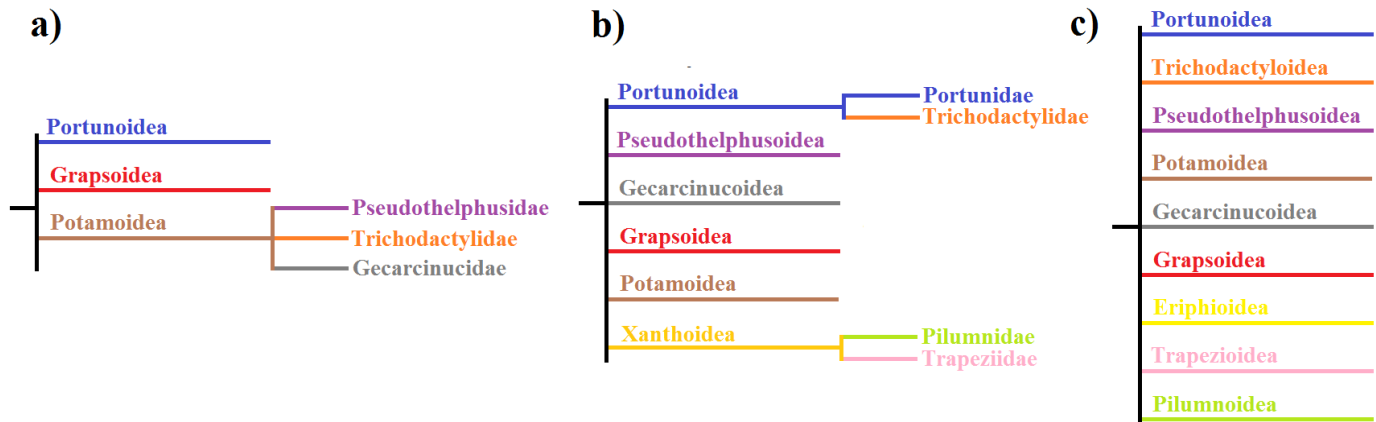 a)
Portunoidea
Grapsoidea
Potamoidea
Pseudothelphusidae
Trichodactylidae
Gecarcinucidae
b)
Portunoidea
Portunidae
Trichodactylidae
Pseudothelphusoidea
Gecarcinucoidea
Grapsoidea
Potamoidea
Xanthoidea
Pilumnidae
Trapeziidae
c)
Portunoidea
Trichodactyloidea
Pseudothelphusoidea
Potamoidea
Gecarcinucoidea
Grapsoidea
Eriphioidea
Trapezioidea
Pilumnoidea